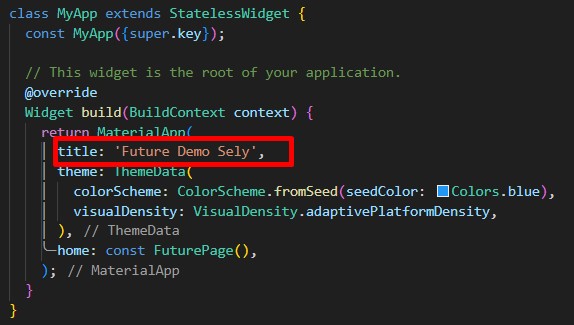 class MyApp extends StatelessWidget {
const MyApp({super.key});
// This widget is the root of your application.
@override
Widget build(BuildContext context) {
return MaterialApp(
title: 'Future Demo Sely',
theme: ThemeData(
colorScheme: ColorScheme.fromSeed(seedColor: Colors.blue),
visualDensity: VisualDensity.adaptivePlatformDensity,
), // ThemeData
home: const FuturePage(),
); // MaterialApp
}
}